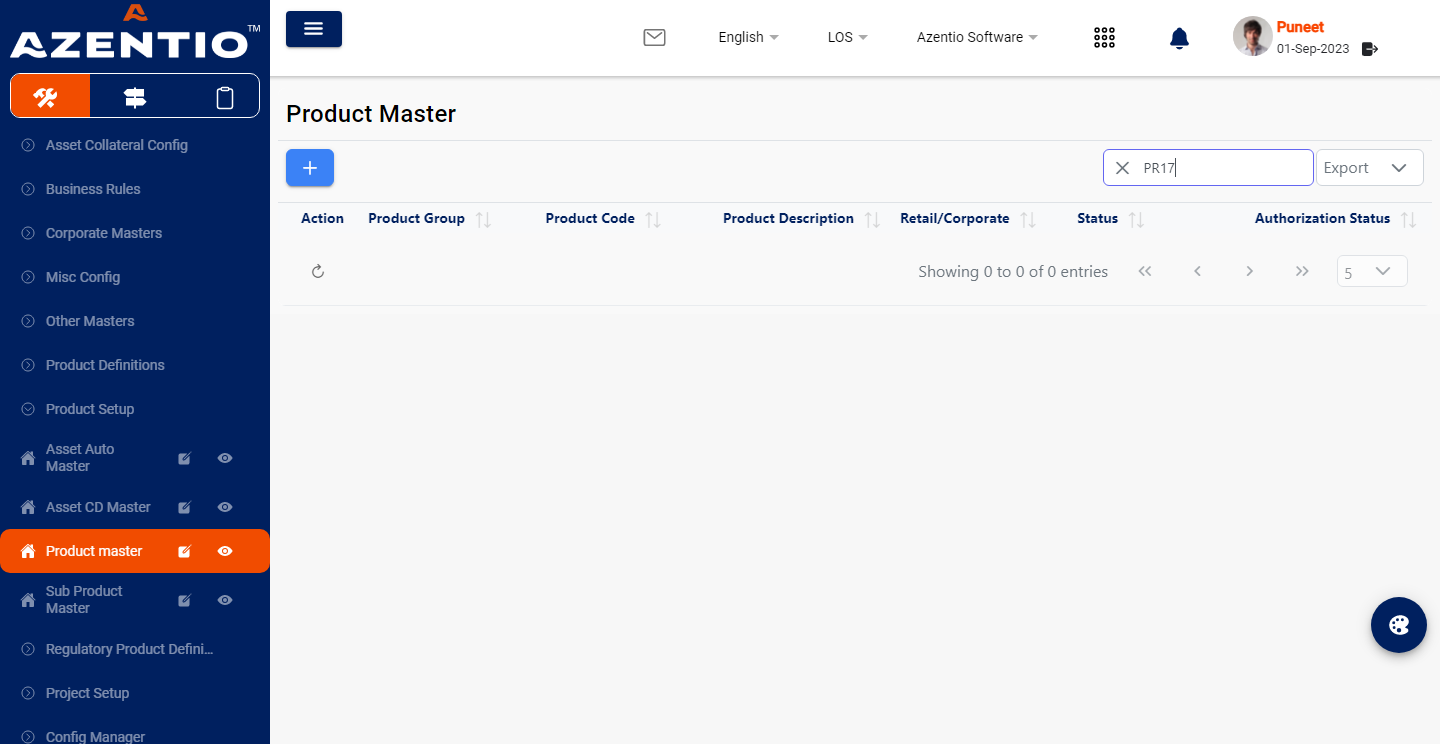 AZENTIO™
English
LOS
Azentio Software
Puneet
01-Sep-2023
Asset Collateral Config
Business Rules
Corporate Masters
Misc Config
Other Masters
Product Definitions
Product Setup
Asset Auto
Master
Asset CD Master
Product master
Sub Product
Master
Regulatory Product Defini...
Project Setup
Config Manager
Product Master
PR17
Export
Action Product Group Product Code Product Description Retail/Corporate Status Authorization Status
Showing 0 to 0 of 0 entries
5